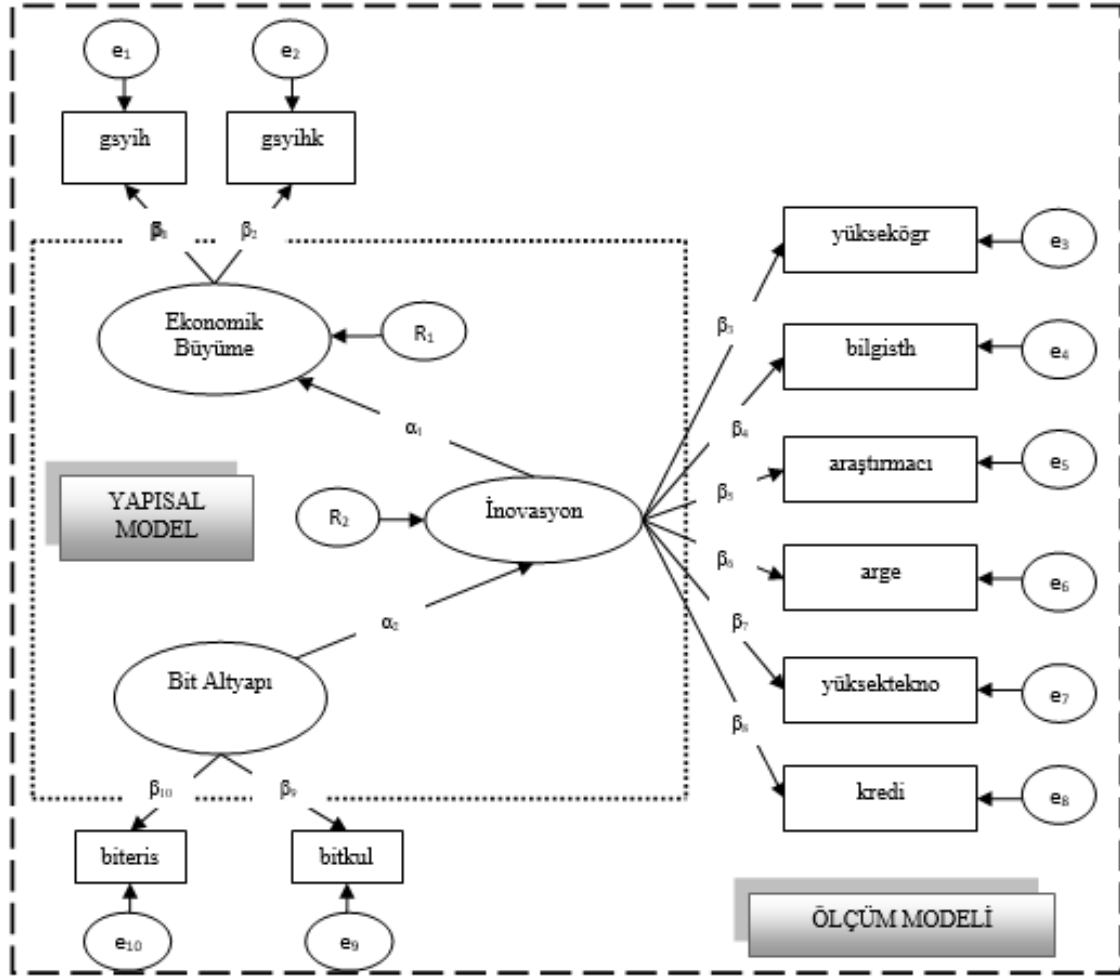 e₁
e₂
gsyih
gsyihk
β₁
β₂
Ekonomik
Büyüme
R₁
α₁
YAPISAL
MODEL
R₂
İnovasyon
α₂
Bit Altyapı
β₁₀
β₉
biteris
bitkul
e₁₀
e₉
β₃
β₄
β₅
β₆
β₇
β₈
yüksekögr
e₃
bilgisth
e₄
araştırmacı
e₅
arge
e₆
yüksektekno
e₇
kredi
e₈
ÖLÇÜM MODELİ